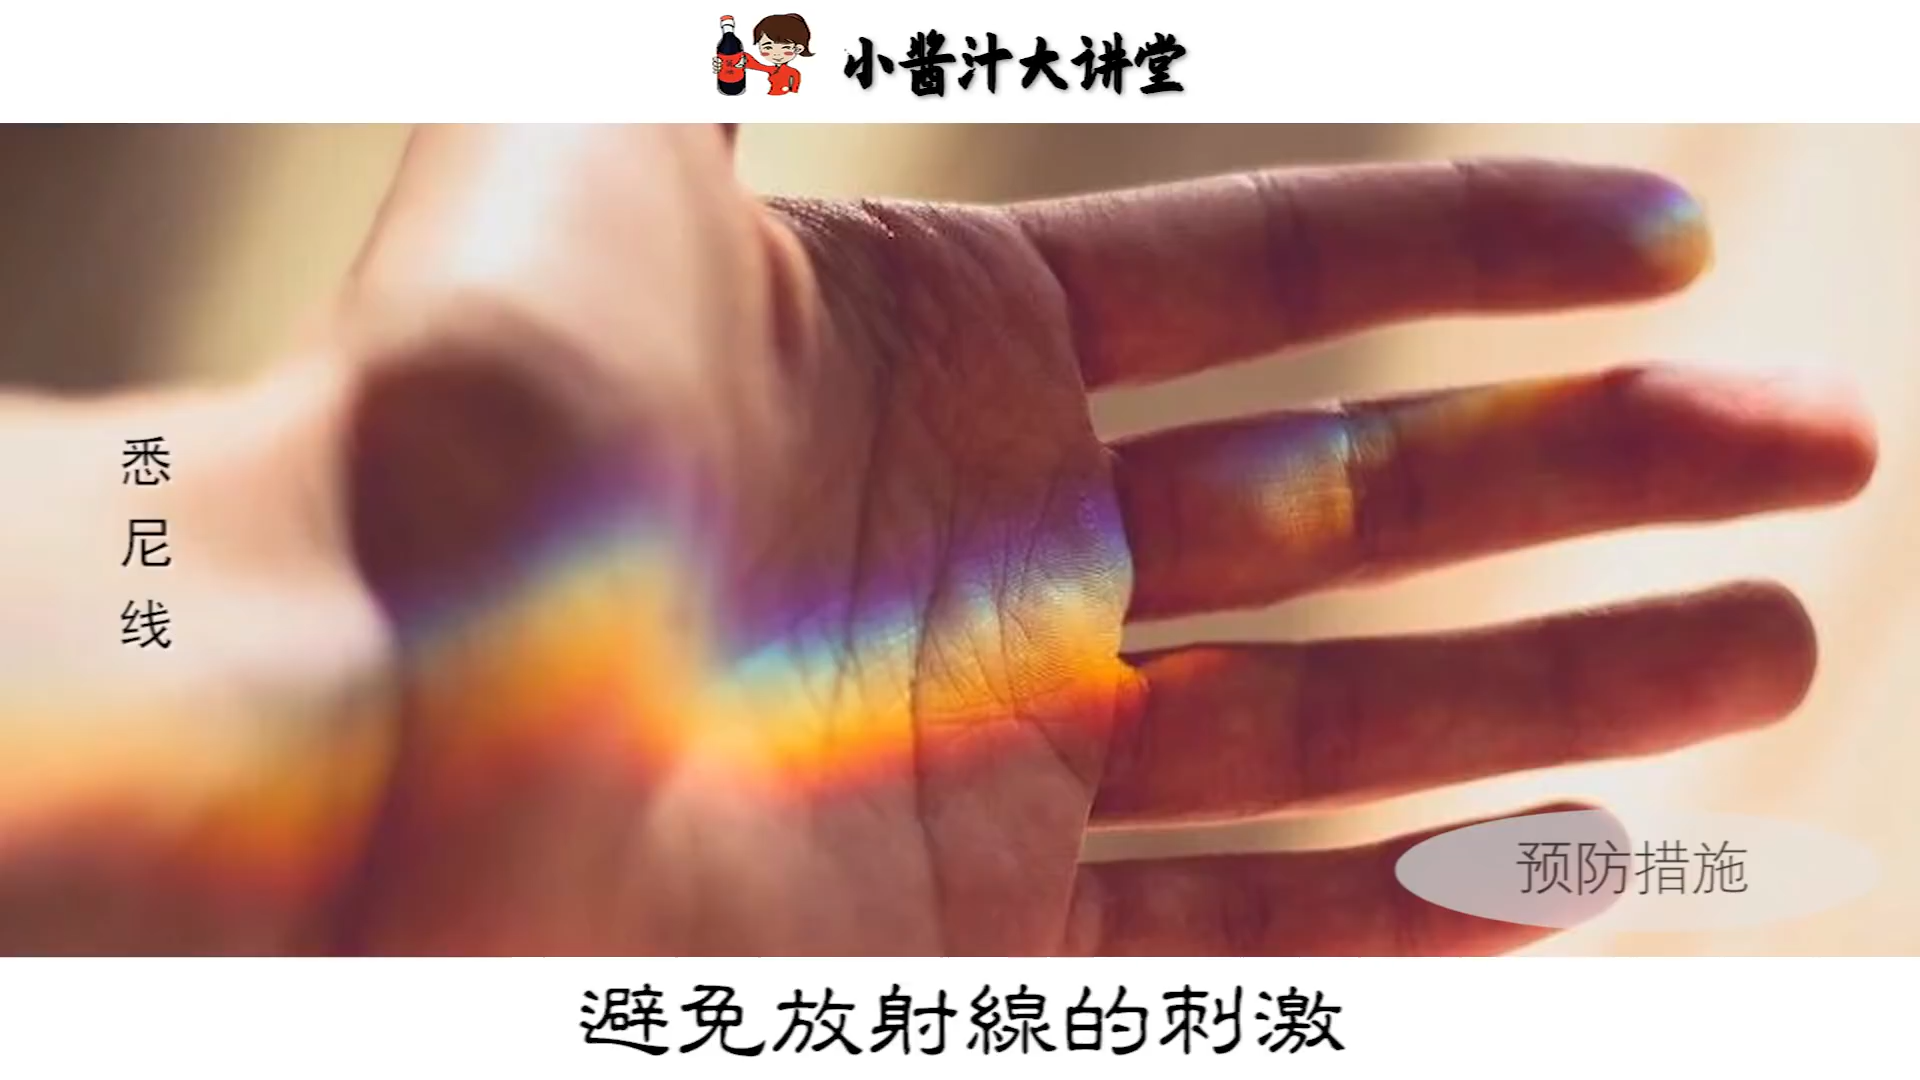 小酱汁大讲堂
悉尼线
预防措施
避免放射線的刺激